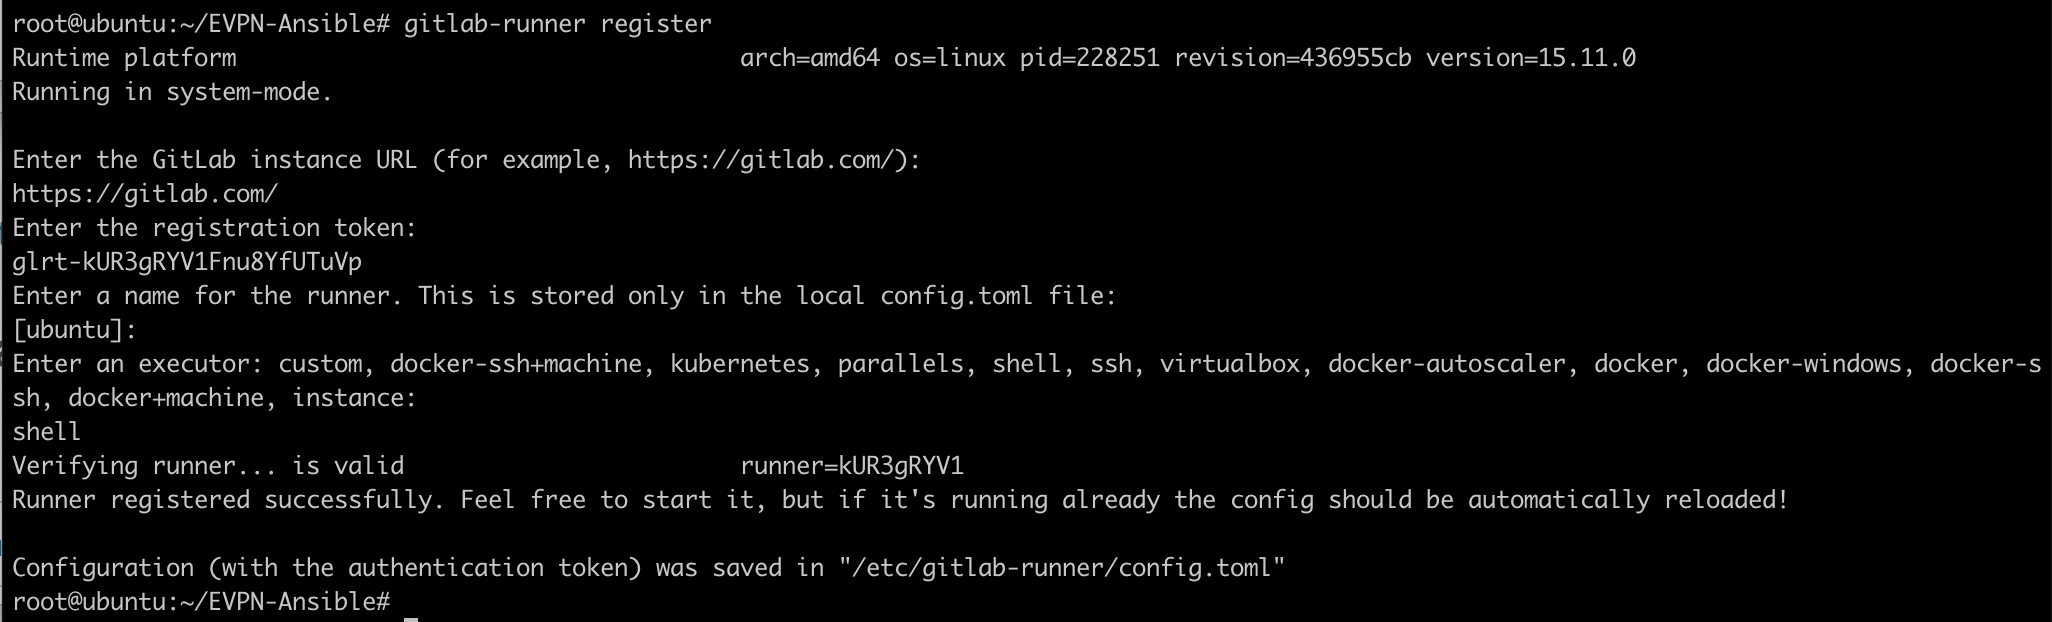 root@ubuntu:~/EVPN-Ansible# gitlab-runner register
Runtime platform                                    arch=amd64 os=linux pid=228251 revision=436955cb version=15.11.0
Running in system-mode.

Enter the GitLab instance URL (for example, https://gitlab.com/):
https://gitlab.com/
Enter the registration token:
glrt-kUR3gRYV1Fnu8YfUTuVp
Enter a name for the runner. This is stored only in the local config.toml file:
[ubuntu]:
Enter an executor: custom, docker-ssh+machine, kubernetes, parallels, shell, ssh, virtualbox, docker-autoscaler, docker, docker-windows, docker-s
sh, docker+machine, instance:
shell
Verifying runner... is valid                        runner=kUR3gRYV1
Runner registered successfully. Feel free to start it, but if it's running already the config should be automatically reloaded!

Configuration (with the authentication token) was saved in "/etc/gitlab-runner/config.toml"
root@ubuntu:~/EVPN-Ansible#